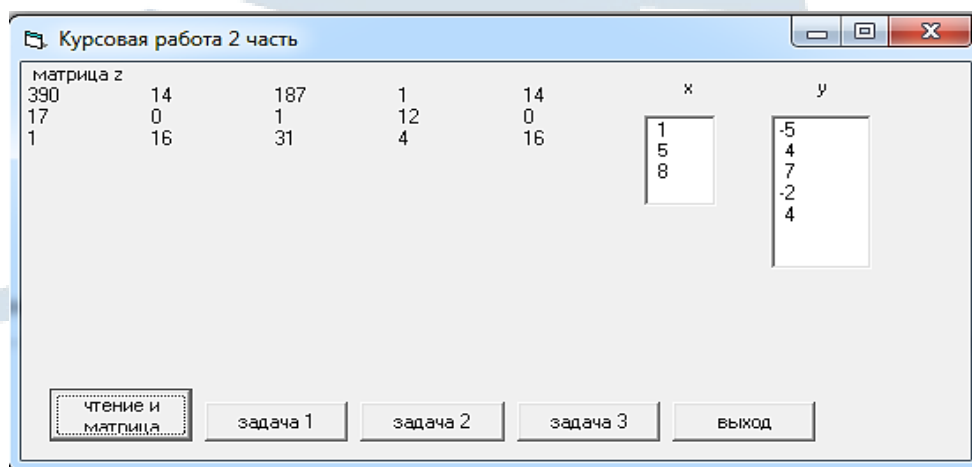 Курсовая работа 2 часть
матрица z
390 14 187 1 14
17 0 1 12 0
1 16 31 4 16
x
1
5
8
y
-5
4
7
-2
4
чтение и
матрица
задача 1
задача 2
задача 3
выход